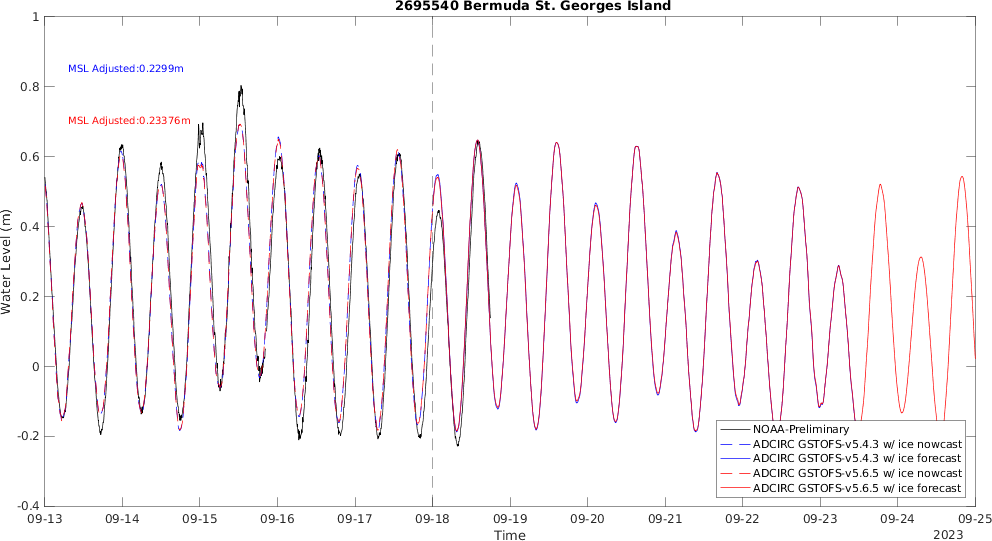 2695540 Bermuda St. Georges Island
1
0.8
0.6
0.4
0.2
0
-0.2
-0.4
Water Level (m)
MSL Adjusted:0.2299m
MSL Adjusted:0.23376m
NOAA-Preliminary
ADCIRC GSTOFS-v5.4.3 w/ ice nowcast
ADCIRC GSTOFS-v5.4.3 w/ ice forecast
ADCIRC GSTOFS-v5.6.5 w/ ice nowcast
ADCIRC GSTOFS-v5.6.5 w/ ice forecast
09-13 09-14 09-15 09-16 09-17 09-18 09-19 09-20 09-21 09-22 09-23 09-24 09-25
Time
2023